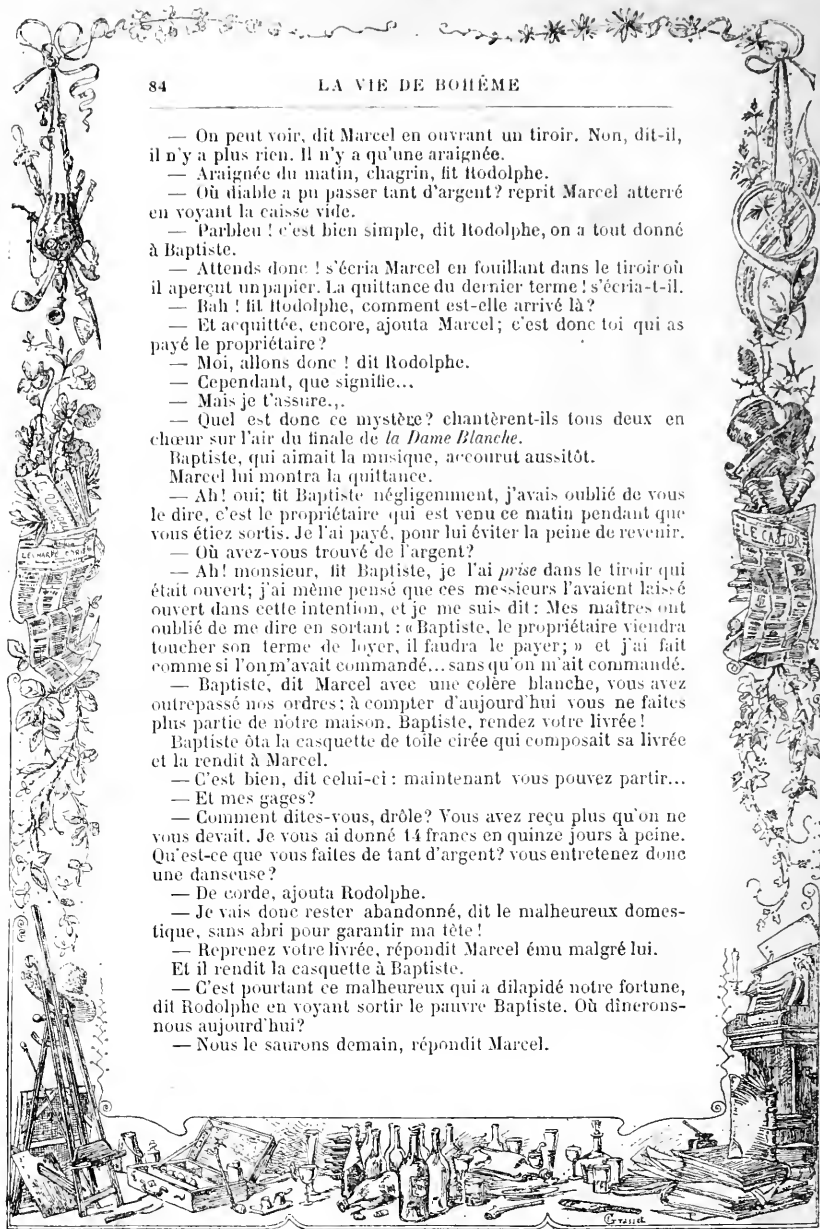 84 LA VIE DE BOHÈME
— On peut voir, dit Marcel en ouvrant un tiroir. Non, dit-il,
il n'y a plus rien. Il n'y a qu'une araignée.
— Araignée du matin, chagrin, fit Rodolphe.
— Où diable a pu passer tant d'argent? reprit Marcel atterré
en voyant la caisse vide.
— Parbleu ! c'est bien simple, dit Rodolphe, on a tout donné
à Baptiste.
— Attends donc ! s'écria Marcel en fouillant dans le tiroir où
il aperçut un papier. La quittance du dernier terme ! s'écria-t-il.
— Bah ! fit Rodolphe, comment est-elle arrivé là?
— Et acquittée, encore, ajouta Marcel; c'est donc toi qui as
payé le propriétaire?
— Moi, allons donc ! dit Rodolphe.
— Cependant, que signifie...
— Mais je t'assure...
— Quel est donc ce mystère? chantèrent-ils tous deux en
chœur sur l'air du finale de la Dame Blanche.
Baptiste, qui aimait la musique, accourut aussitôt.
Marcel lui montra la quittance.
— Ah! oui; fit Baptiste négligemment, j'avais oublié de vous
le dire, c'est le propriétaire qui est venu ce matin pendant que
vous étiez sortis. Je l'ai payé, pour lui éviter la peine de revenir.
— Où avez-vous trouvé de l'argent?
— Ah! monsieur, fit Baptiste, je l'ai prise dans le tiroir qui
était ouvert; j'ai même pensé que ces messieurs l'avaient laissé
ouvert dans cette intention, et je me suis dit : Mes maîtres ont
oublié de me dire en sortant : « Baptiste, le propriétaire viendra
toucher son terme de loyer, il faudra le payer; » et j'ai fait
comme si l'on m'avait commandé... sans qu'on m'ait commandé.
— Baptiste, dit Marcel avec une colère blanche, vous avez
outrepassé nos ordres; à compter d'aujourd'hui vous ne faites
plus partie de notre maison. Baptiste, rendez votre livrée!
Baptiste ôta la casquette de toile cirée qui composait sa livrée
et la rendit à Marcel.
— C'est bien, dit celui-ci : maintenant vous pouvez partir...
— Et mes gages?
— Comment dites-vous, drôle? Vous avez reçu plus qu'on ne
vous devait. Je vous ai donné 14 francs en quinze jours à peine.
Qu'est-ce que vous faites de tant d'argent? vous entretenez donc
une danseuse?
— De corde, ajouta Rodolphe.
— Je vais donc rester abandonné, dit le malheureux domes-
tique, sans abri pour garantir ma tête!
— Reprenez votre livrée, répondit Marcel ému malgré lui.
Et il rendit la casquette à Baptiste.
— C'est pourtant ce malheureux qui a dilapidé notre fortune,
dit Rodolphe en voyant sortir le pauvre Baptiste. Où dînerons-
nous aujourd'hui?
— Nous le saurons demain, répondit Marcel.
LE CASTOR
Grasset